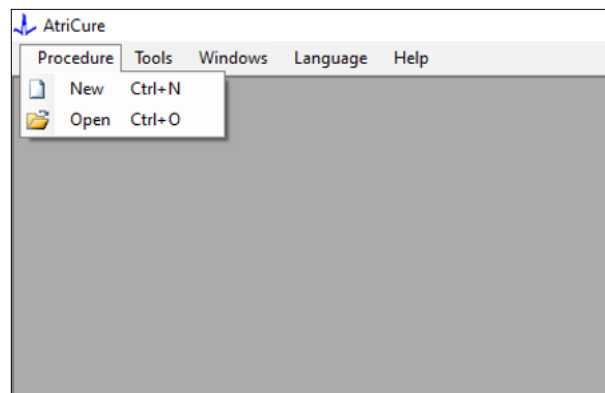 AtriCure
Procedure Tools Windows Language Help
New Ctrl+N
Open Ctrl+O